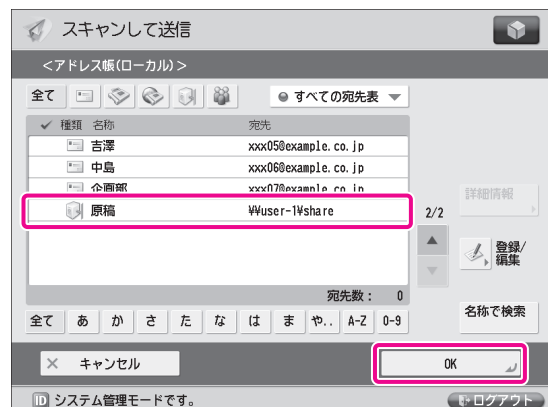 スキャンして送信
<アドレス帳(ローカル)>
全て すべての宛先表
種類 名称 宛先
吉澤 xxx05@example.co.jp
中島 xxx06@example.co.jp
企画部 xxx07@example.co.jp
原稿 ¥¥user-1¥share
詳細情報
2/2
登録/
編集
宛先数: 0
全て あ か さ た な は ま や.. A-Z 0-9
名称で検索
キャンセル OK
ID システム管理モードです。 ログアウト